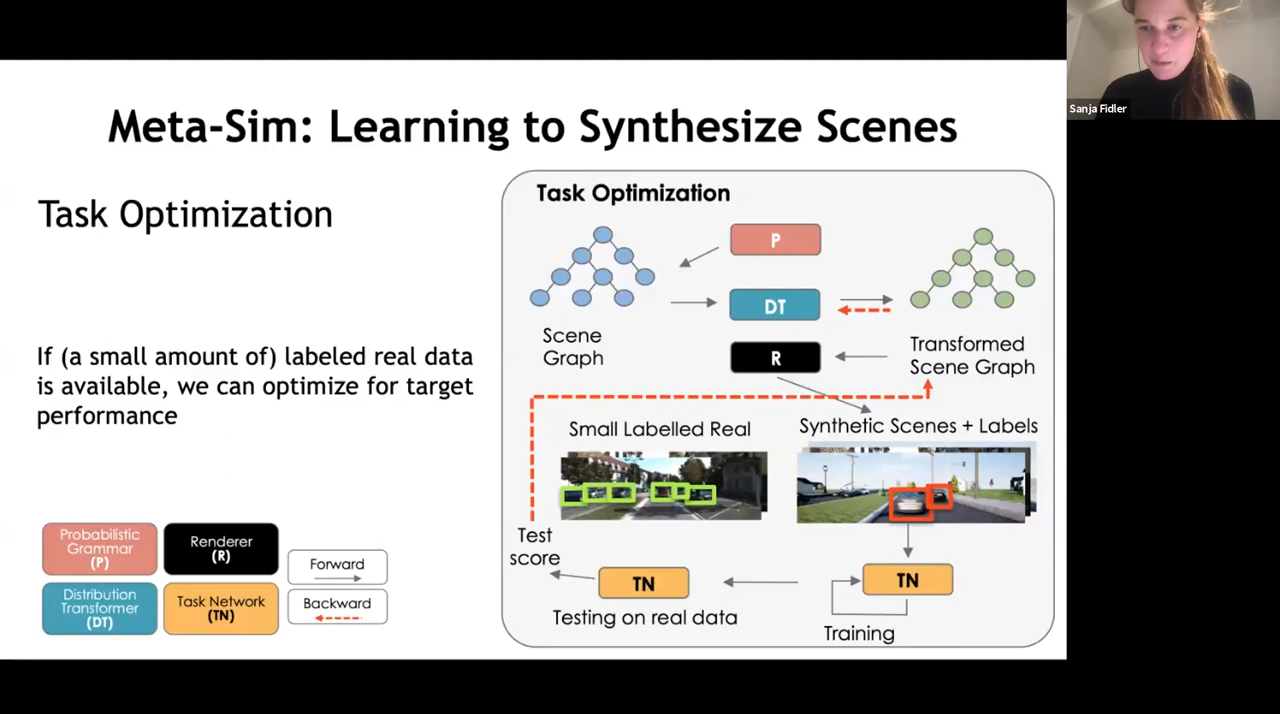 Sanja Fidler
Meta-Sim: Learning to Synthesize Scenes
Task Optimization
If (a small amount of) labeled real data
is available, we can optimize for target
performance
Probabilistic
Grammar
(P)
Renderer
(R)
Distribution
Transformer
(DT)
Task Network
(TN)
Forward
Backward
Task Optimization
P
DT
R
Scene
Graph
Transformed
Scene Graph
Small Labelled Real
Synthetic Scenes + Labels
Test
score
TN
TN
Testing on real data
Training